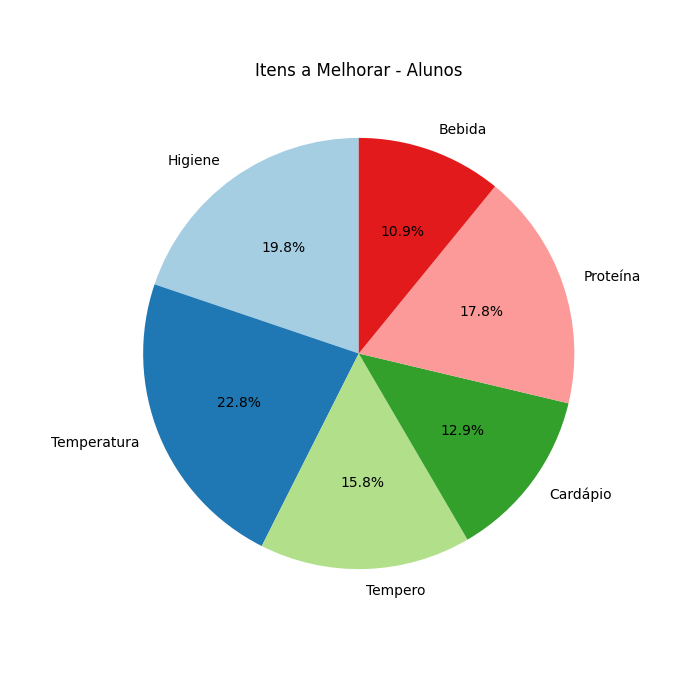 Itens a Melhorar - Alunos
Bebida
Higiene
10.9%
19.8%
Proteína
17.8%
22.8%
12.9%
Temperatura
15.8%
Cardápio
Tempero